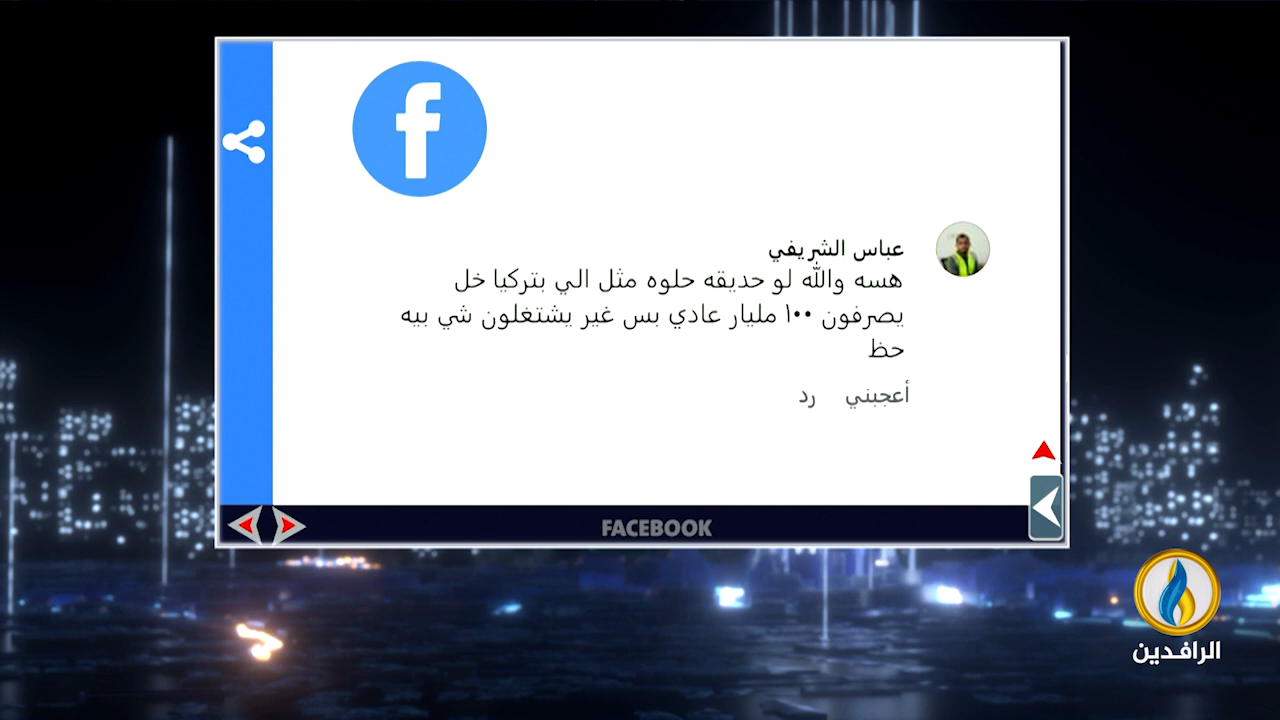 عباس الشريفي
هسه والله لو حديقه حلوه مثل الي بتركيا خل
يصرفون ١٠٠ مليار عادي بس غير يشتغلون شي بيه
حظ
أعجبني رد
FACEBOOK
الرافدين